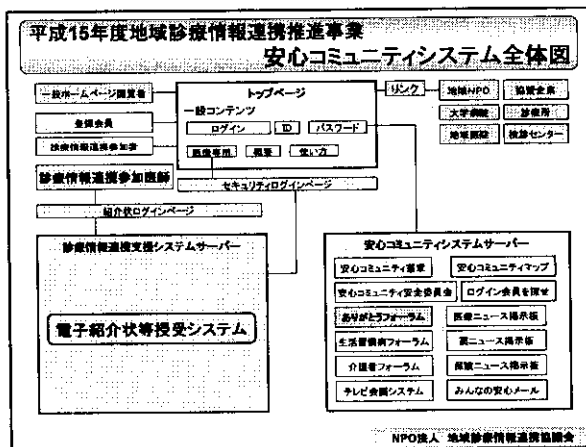 平成15年度地域診療情報連携推進事業
安心コミュニティシステム全体図
一般ホームページ閲覧者
登録会員
診療情報連携参加者
診療情報連携参加医師
トップページ
一般コンテンツ
ログイン ID パスワード
医療専用 概要 使い方
リンク
地域NPO 協賛企業
大学病院 診療所
地域医院 検診センター
セキュリティログインページ
紹介状ログインページ
診療情報連携支援システムサーバー
電子紹介状等授受システム
安心コミュニティシステムサーバー
安心コミュニティ憲章 安心コミュニティマップ
安心コミュニティ安全委員会 ログイン会員を探せ
ありがとうフォーラム 医療ニュース掲示板
生活習慣病フォーラム 薬ニュース掲示板
介護者フォーラム 保険ニュース掲示板
テレビ会議システム みんなの安心メール
NPO法人 地域診療情報連携協議会